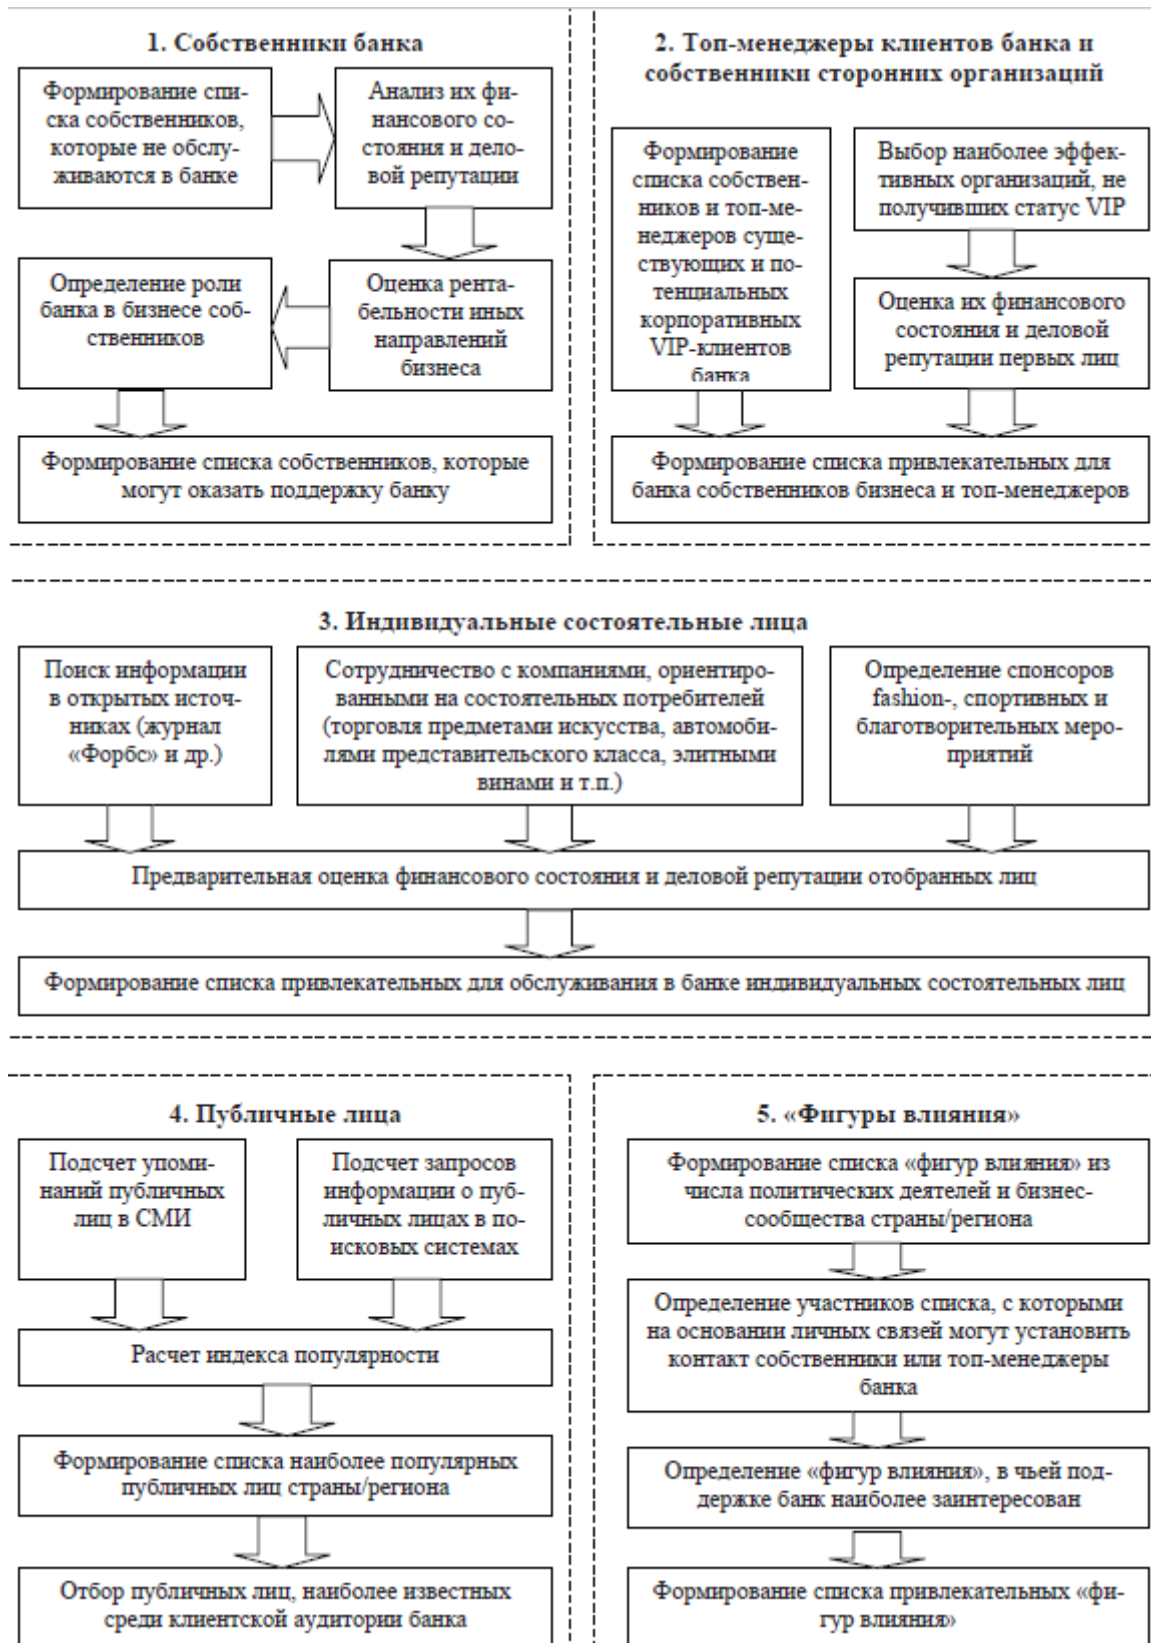 1. Собственники банка
Формирование спи-
ска собственников,
которые не обслу-
живаются в банке
Анализ их фи-
нансового со-
стояния и дело-
вой репутации
Определение роли
банка в бизнесе соб-
ственников
Оценка рента-
бельности иных
направлений
бизнеса
Формирование списка собственников, которые
могут оказать поддержку банку
2. Топ-менеджеры клиентов банка и
собственники сторонних организаций
Формирование
списка собствен-
ников и топ-ме-
неджеров суще-
ствующих и по-
тенциальных
корпоративных
VIP-клиентов
банка
Выбор наиболее эффек-
тивных организаций, не
получивших статус VIP
Оценка их финансового
состояния и деловой
репутации первых лиц
Формирование списка привлекательных для
банка собственников бизнеса и топ-менеджеров
3. Индивидуальные состоятельные лица
Поиск информации
в открытых источ-
никах (журнал
«Форбс» и др.)
Сотрудничество с компаниями, ориентиро-
ванными на состоятельных потребителей
(торговля предметами искусства, автомоби-
лями представительского класса, элитными
винами и т.п.)
Определение спонсоров
fashion-, спортивных и
благотворительных меро-
приятий
Предварительная оценка финансового состояния и деловой репутации отобранных лиц
Формирование списка привлекательных для обслуживания в банке индивидуальных состоятельных лиц
4. Публичные лица
Подсчет упоми-
наний публичных
лиц в СМИ
Подсчет запросов
информации о пуб-
личных лицах в по-
исковых системах
Расчет индекса популярности
Формирование списка наиболее популярных
публичных лиц страны/региона
Отбор публичных лиц, наиболее известных
среди клиентской аудитории банка
5. «Фигуры влияния»
Формирование списка «фигур влияния» из
числа политических деятелей и бизнес-
сообщества страны/региона
Определение участников списка, с которыми
на основании личных связей могут установить
контакт собственники или топ-менеджеры
банка
Определение «фигур влияния», в чьей под-
держке банк наиболее заинтересован
Формирование списка привлекательных «фи-
гур влияния»